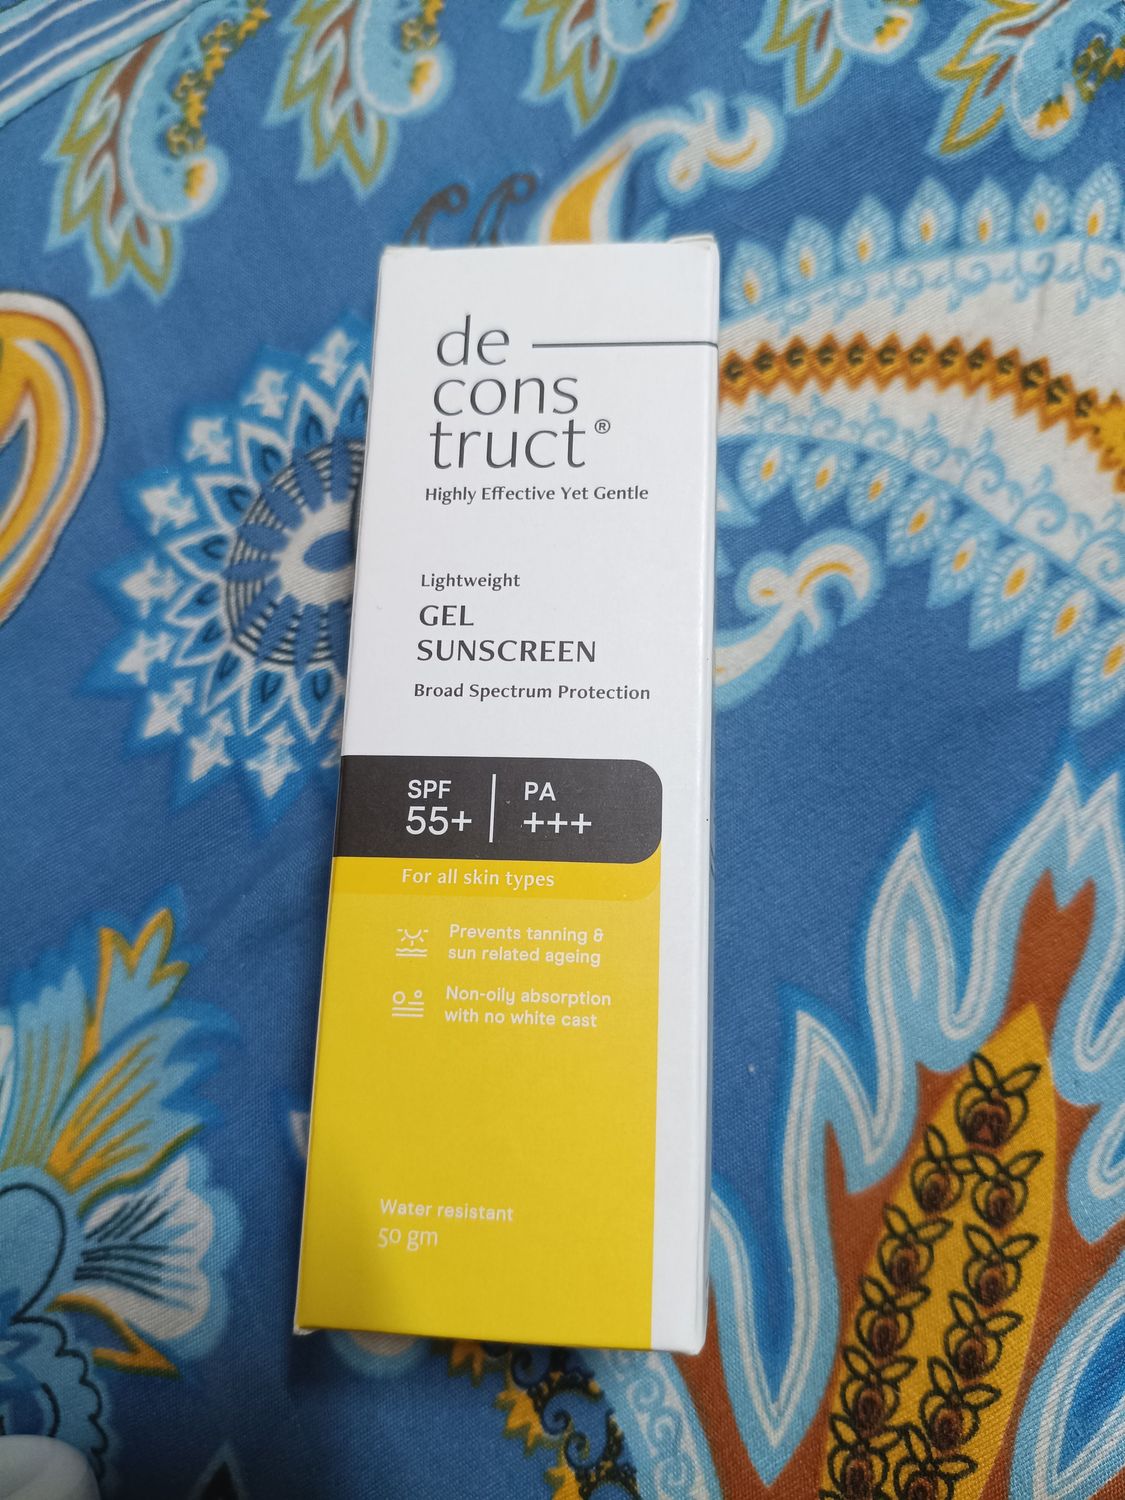 de
cons
truct®
Highly Effective Yet Gentle
Lightweight
GEL
SUNSCREEN
Broad Spectrum Protection
SPF
55+
PA
+++
For all skin types
Prevents tanning &
sun related ageing
Non-oily absorption
with no white cast
Water resistant
50 gm